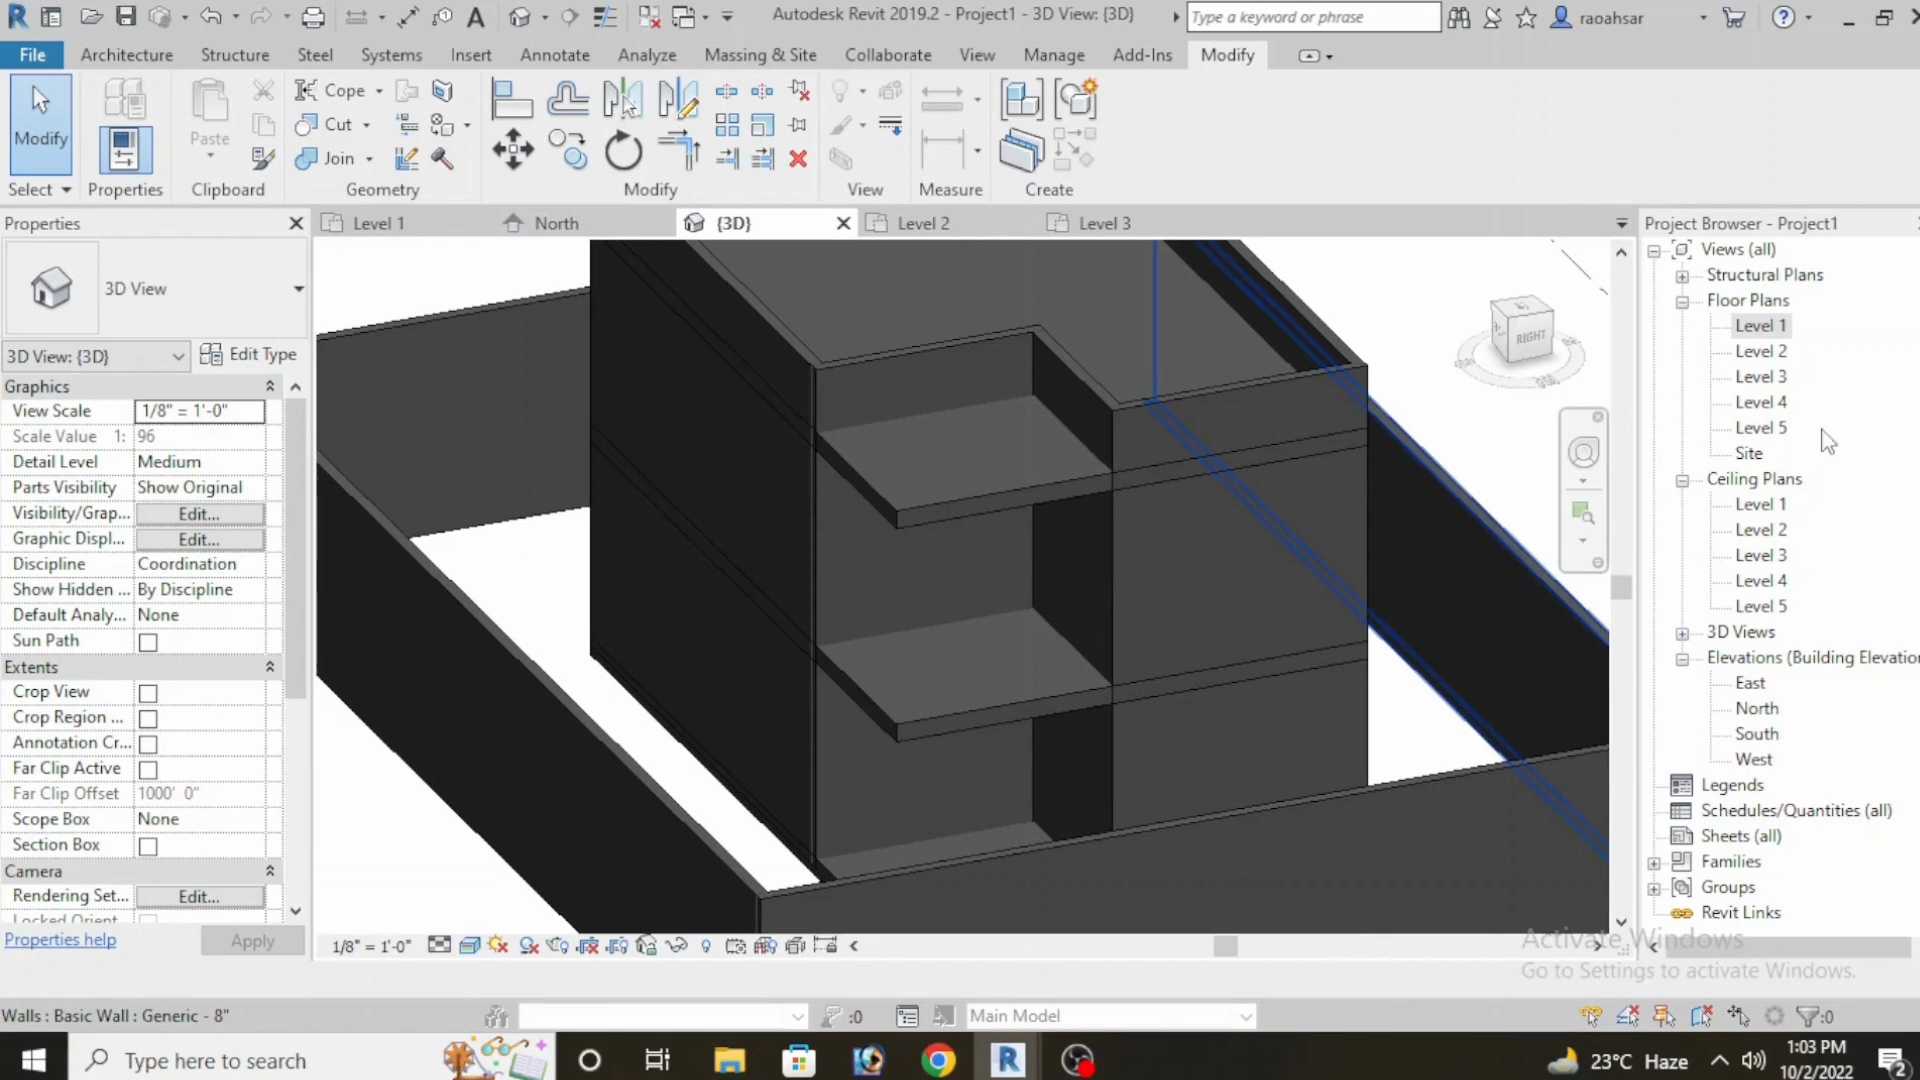 Autodesk Revit 2019.2 - Project1 - 3D View: {3D}
Type a keyword or phrase
raoahsar
File
Architecture
Structure
Steel
Systems
Insert
Annotate
Analyze
Massing & Site
Collaborate
View
Manage
Add-Ins
Modify
Modify
Paste
Cope
Cut
Join
Select
Properties
Clipboard
Geometry
Modify
View
Measure
Create
Properties
Level 1
North
{3D}
Level 2
Level 3
Project Browser - Project1
3D View
3D View: {3D}
Edit Type
Graphics
View Scale 1/8" = 1'-0"
Scale Value 1: 96
Detail Level Medium
Parts Visibility Show Original
Visibility/Grap... Edit...
Graphic Displ... Edit...
Discipline Coordination
Show Hidden ... By Discipline
Default Analy... None
Sun Path
Extents
Crop View
Crop Region ...
Annotation Cr...
Far Clip Active
Far Clip Offset 1000' 0"
Scope Box None
Section Box
Camera
Rendering Set... Edit...
Locked Orient
Properties help
Apply
RIGHT
Views (all)
Structural Plans
Floor Plans
Level 1
Level 2
Level 3
Level 4
Level 5
Site
Ceiling Plans
Level 1
Level 2
Level 3
Level 4
Level 5
3D Views
Elevations (Building Elevation
East
North
South
West
Legends
Schedules/Quantities (all)
Sheets (all)
Families
Groups
Revit Links
1/8" = 1'-0"
Activate Windows
Go to Settings to activate Windows.
Walls : Basic Wall : Generic - 8"
:0
Main Model
:0
Type here to search
23°C Haze
1:03 PM
10/2/2022
2